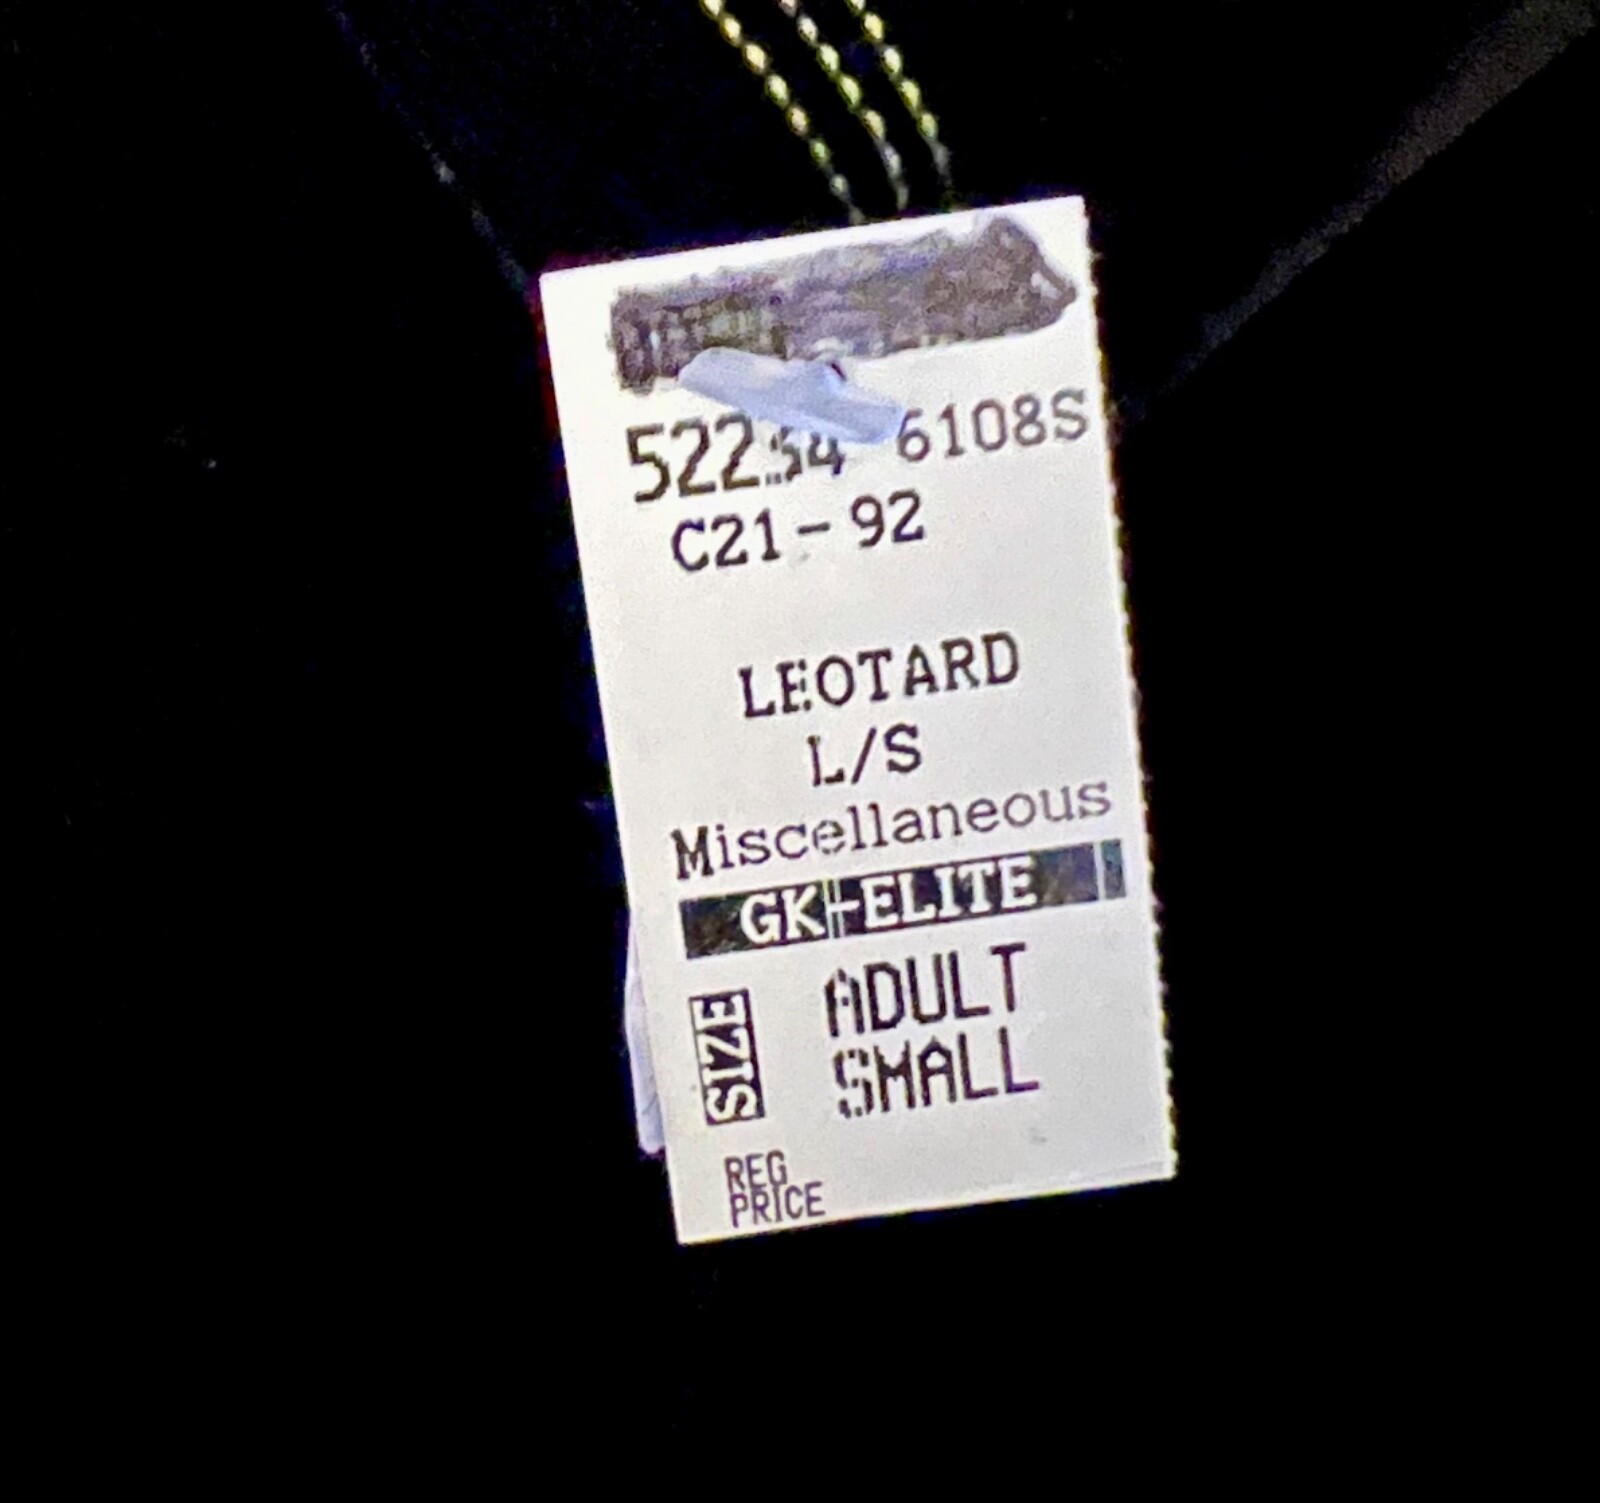 6108S
C21-92
LEOTARD
L/S
Miscellaneous
GK-ELITE
SIZE
ADULT
SMALL
REG
PRICE